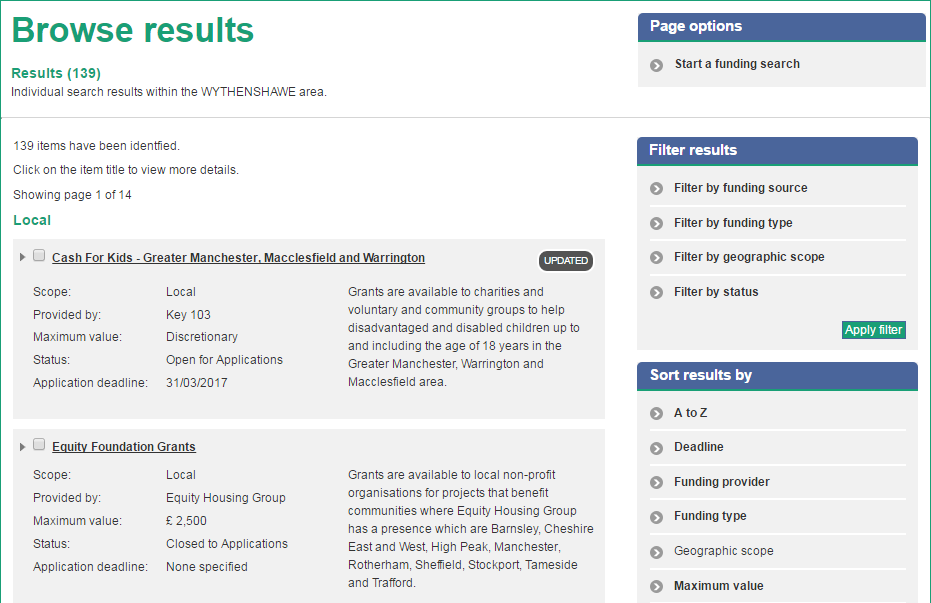 Browse results
Results (139)
Individual search results within the WYTHENSHAWE area.
139 items have been identfied.
Click on the item title to view more details.
Showing page 1 of 14
Local
Cash For Kids - Greater Manchester, Macclesfield and Warrington
UPDATED
Scope: Local
Provided by: Key 103
Maximum value: Discretionary
Status: Open for Applications
Application deadline: 31/03/2017
Grants are available to charities and
voluntary and community groups to help
disadvantaged and disabled children up to
and including the age of 18 years in the
Greater Manchester, Warrington and
Macclesfield area.
Equity Foundation Grants
Scope: Local
Provided by: Equity Housing Group
Maximum value: £ 2,500
Status: Closed to Applications
Application deadline: None specified
Grants are available to local non-profit
organisations for projects that benefit
communities where Equity Housing Group
has a presence which are Barnsley, Cheshire
East and West, High Peak, Manchester,
Rotherham, Sheffield, Stockport, Tameside
and Trafford.
Page options
Start a funding search
Filter results
Filter by funding source
Filter by funding type
Filter by geographic scope
Filter by status
Apply filter
Sort results by
A to Z
Deadline
Funding provider
Funding type
Geographic scope
Maximum value